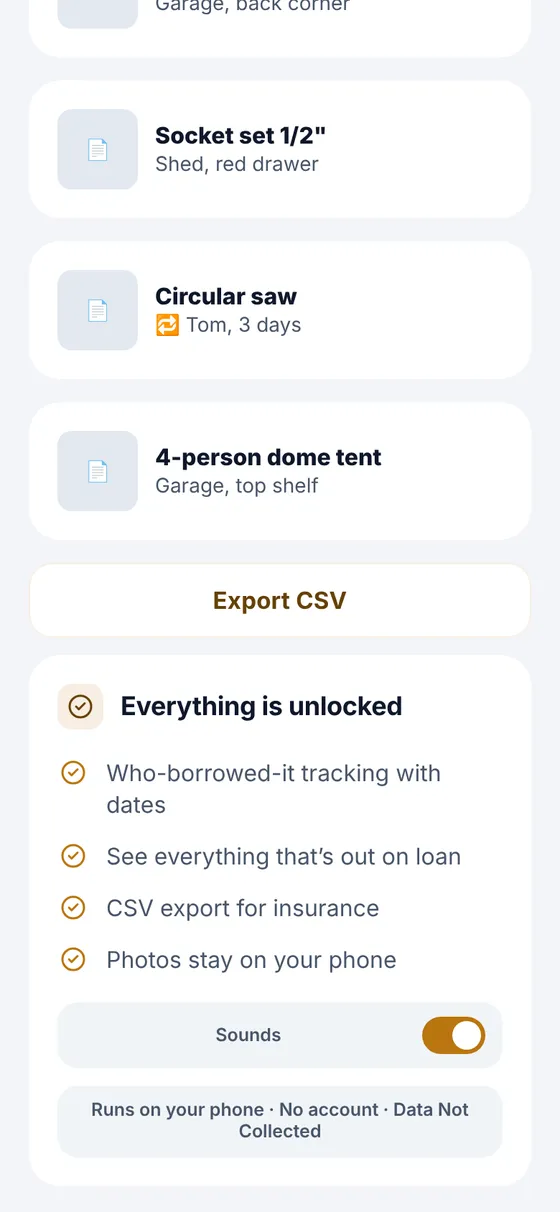 Garage, back corner
Socket set 1/2"
Shed, red drawer
Circular saw
🔁 Tom, 3 days
4-person dome tent
Garage, top shelf
Export CSV
Everything is unlocked
Who-borrowed-it tracking with
dates
See everything that’s out on loan
CSV export for insurance
Photos stay on your phone
Sounds
Runs on your phone · No account · Data Not
Collected